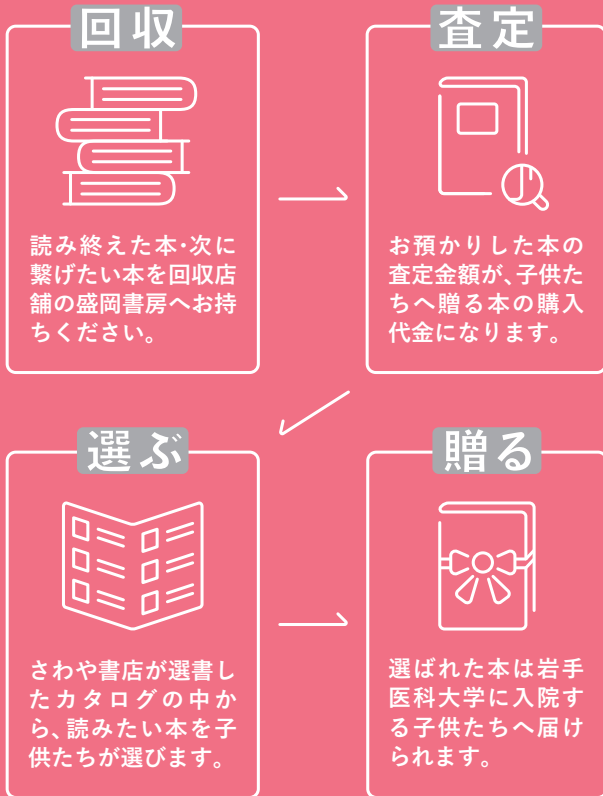 回収
読み終えた本・次に
繋げたい本を回収店
舗の盛岡書房へお持
ちください。
査定
お預かりした本の
査定金額が、子供た
ちへ贈る本の購入
代金になります。
選ぶ
さわや書店が選書し
たカタログの中か
ら、読みたい本を子
供たちが選びます。
贈る
選ばれた本は岩手
医科大学に入院す
る子供たちへ届け
られます。